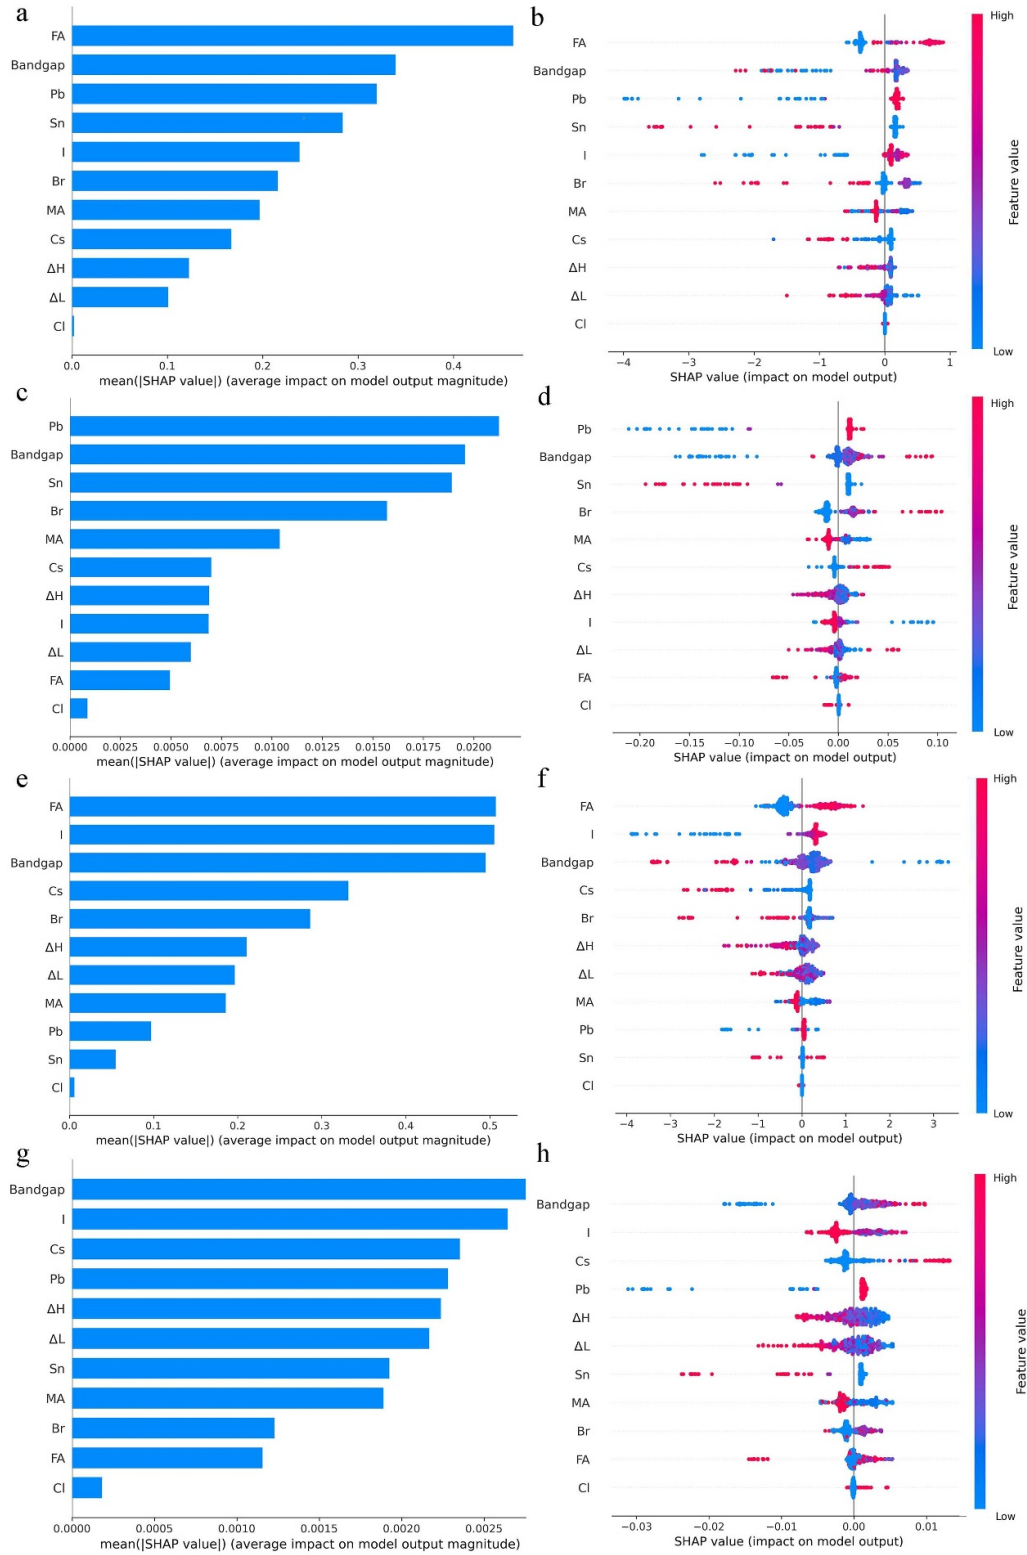 a
FA
Bandgap
Pb
Sn
I
Br
MA
Cs
ΔH
ΔL
Cl
0.0 0.1 0.2 0.3 0.4
mean(|SHAP value|) (average impact on model output magnitude)
b
FA
Bandgap
Pb
Sn
I
Br
MA
Cs
ΔH
ΔL
Cl
−4 −3 −2 −1 0 1
SHAP value (impact on model output)
High
Feature value
Low
c
Pb
Bandgap
Sn
Br
MA
Cs
ΔH
I
ΔL
FA
Cl
0.0000 0.0025 0.0050 0.0075 0.0100 0.0125 0.0150 0.0175 0.0200
mean(|SHAP value|) (average impact on model output magnitude)
d
Pb
Bandgap
Sn
Br
MA
Cs
ΔH
I
ΔL
FA
Cl
−0.20 −0.15 −0.10 −0.05 0.00 0.05 0.10
SHAP value (impact on model output)
High
Feature value
Low
e
FA
I
Bandgap
Cs
Br
ΔH
ΔL
MA
Pb
Sn
Cl
0.0 0.1 0.2 0.3 0.4 0.5
mean(|SHAP value|) (average impact on model output magnitude)
f
FA
I
Bandgap
Cs
Br
ΔH
ΔL
MA
Pb
Sn
Cl
−4 −3 −2 −1 0 1 2 3
SHAP value (impact on model output)
High
Feature value
Low
g
Bandgap
I
Cs
Pb
ΔH
ΔL
Sn
MA
Br
FA
Cl
0.0000 0.0005 0.0010 0.0015 0.0020 0.0025
mean(|SHAP value|) (average impact on model output magnitude)
h
Bandgap
I
Cs
Pb
ΔH
ΔL
Sn
MA
Br
FA
Cl
−0.03 −0.02 −0.01 0.00 0.01
SHAP value (impact on model output)
High
Feature value
Low